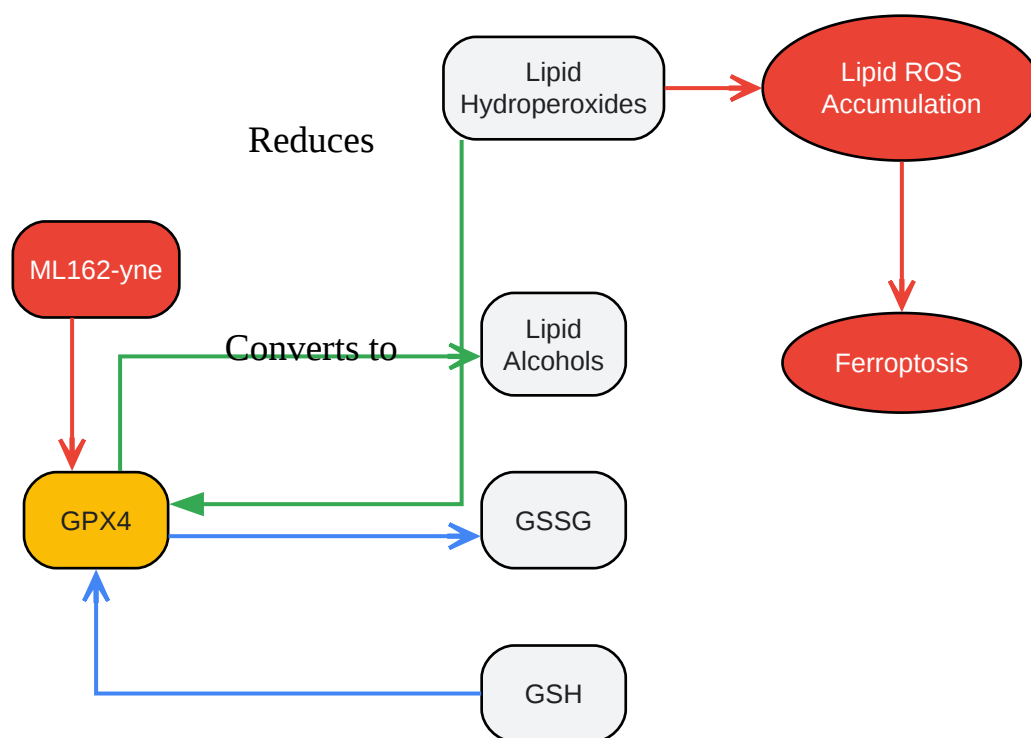 Lipid
Hydroperoxides
Lipid ROS
Accumulation
Reduces
ML162-yne
Converts to
Lipid
Alcohols
Ferroptosis
GPX4
GSSG
GSH